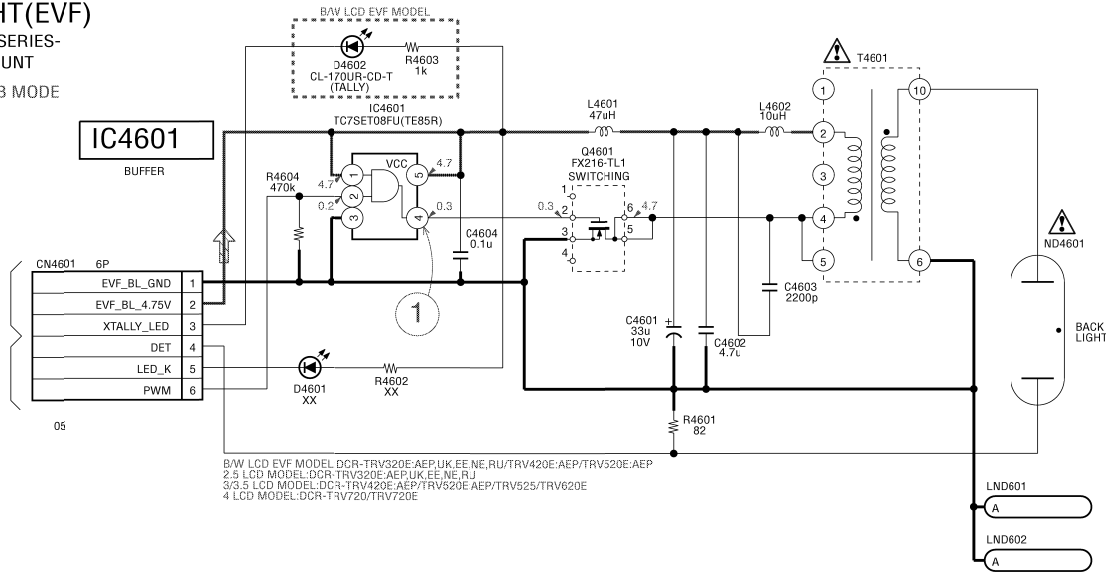 HT(EVF)
SERIES-
UNT
B MODE
IC4601
BUFFER
B/W LCD EVF MODEL
D4602
CL-170UR-CD-T
(TALLY)
R4603
1k
IC4601
TC7SET08FU(TE85R)
VCC
1
2
3
4
5
4.7
0.2
4.7
0.3
R4604
470k
C4604
0.1u
1
L4601
47uH
Q4601
FX216-TL1
SWITCHING
1
2
3
4
6
5
0.3
4.7
L4602
10uH
T4601
1
2
3
4
5
10
6
C4603
2200p
C4601
33u
10V
+
C4602
4.7u
R4601
82
ND4601
BACK
LIGHT
CN4601 6P
EVF_BL_GND 1
EVF_BL_4.75V 2
XTALLY_LED 3
DET 4
LED_K 5
PWM 6
05
D4601
XX
R4602
XX
B/W LCD EVF MODEL:DCR-TRV320E:AEP,UK,EE,NE,RU/TRV420E:AEP/TRV520E:AEP
2.5 LCD MODEL:DCR-TRV320E:AEP,UK,EE,NE,RU
3/3.5 LCD MODEL:DCR-TRV420E:AEP/TRV520E:AEP/TRV525/TRV620E
4 LCD MODEL:DCR-TRV720/TRV720E
LND601
A
LND602
A